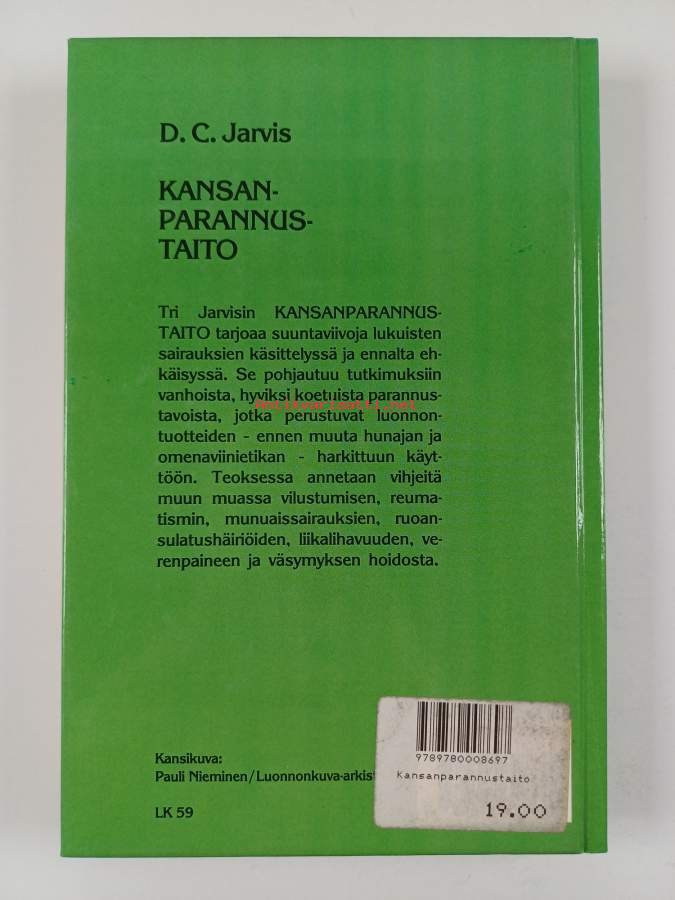 D. C. Jarvis
KANSAN-
PARANNUS-
TAITO
Tri Jarvisin KANSANPARANNUS-
TAITO tarjoaa suuntaviivoja lukuisten
sairauksien käsittelyssä ja ennalta eh-
käisyssä. Se pohjautuu tutkimuksiin
vanhoista, hyviksi koetuista parannus-
tavoista, jotka perustuvat luonnon-
tuotteiden - ennen muuta hunajan ja
omenaviinietikan - harkittuun käyt-
töön. Teoksessa annetaan vihjeitä
muun muassa vilustumisen, reuma-
tismin, munuaissairauksien, ruoan-
sulatushäiriöiden, liikalihavuuden, ve-
renpaineen ja väsymyksen hoidosta.
Antikvarisatti.net
Kansikuva:
Pauli Nieminen/Luonnonkuva-arkist
LK 59
9789780008697
Kansanparannustaito
19.00